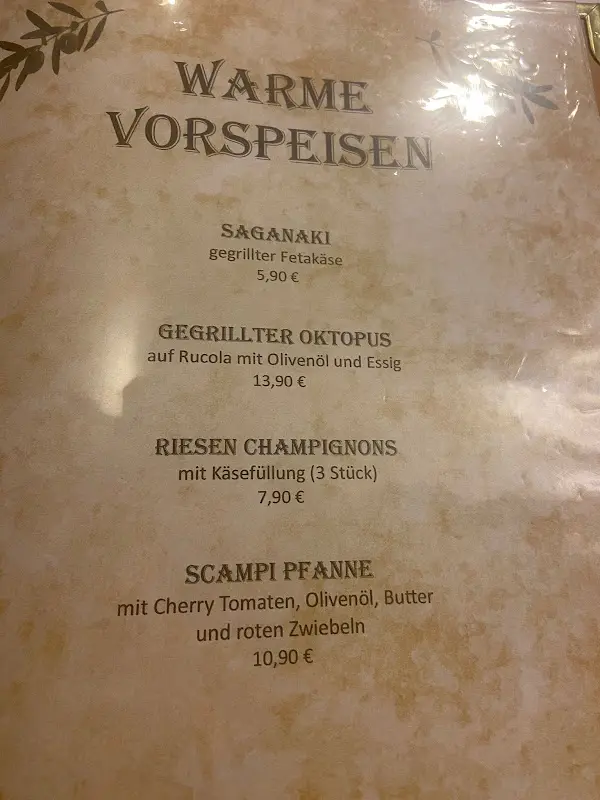 WARME
VORSPEISEN
SAGANAKI
gegrillter Fetakäse
5,90 €
GEGRILLTER OKTOPUS
auf Rucola mit Olivenöl und Essig
13,90 €
RIESEN CHAMPIGNONS
mit Käsefüllung (3 Stück)
7,90 €
SCAMPI PFANNE
mit Cherry Tomaten, Olivenöl, Butter
und roten Zwiebeln
10,90 €